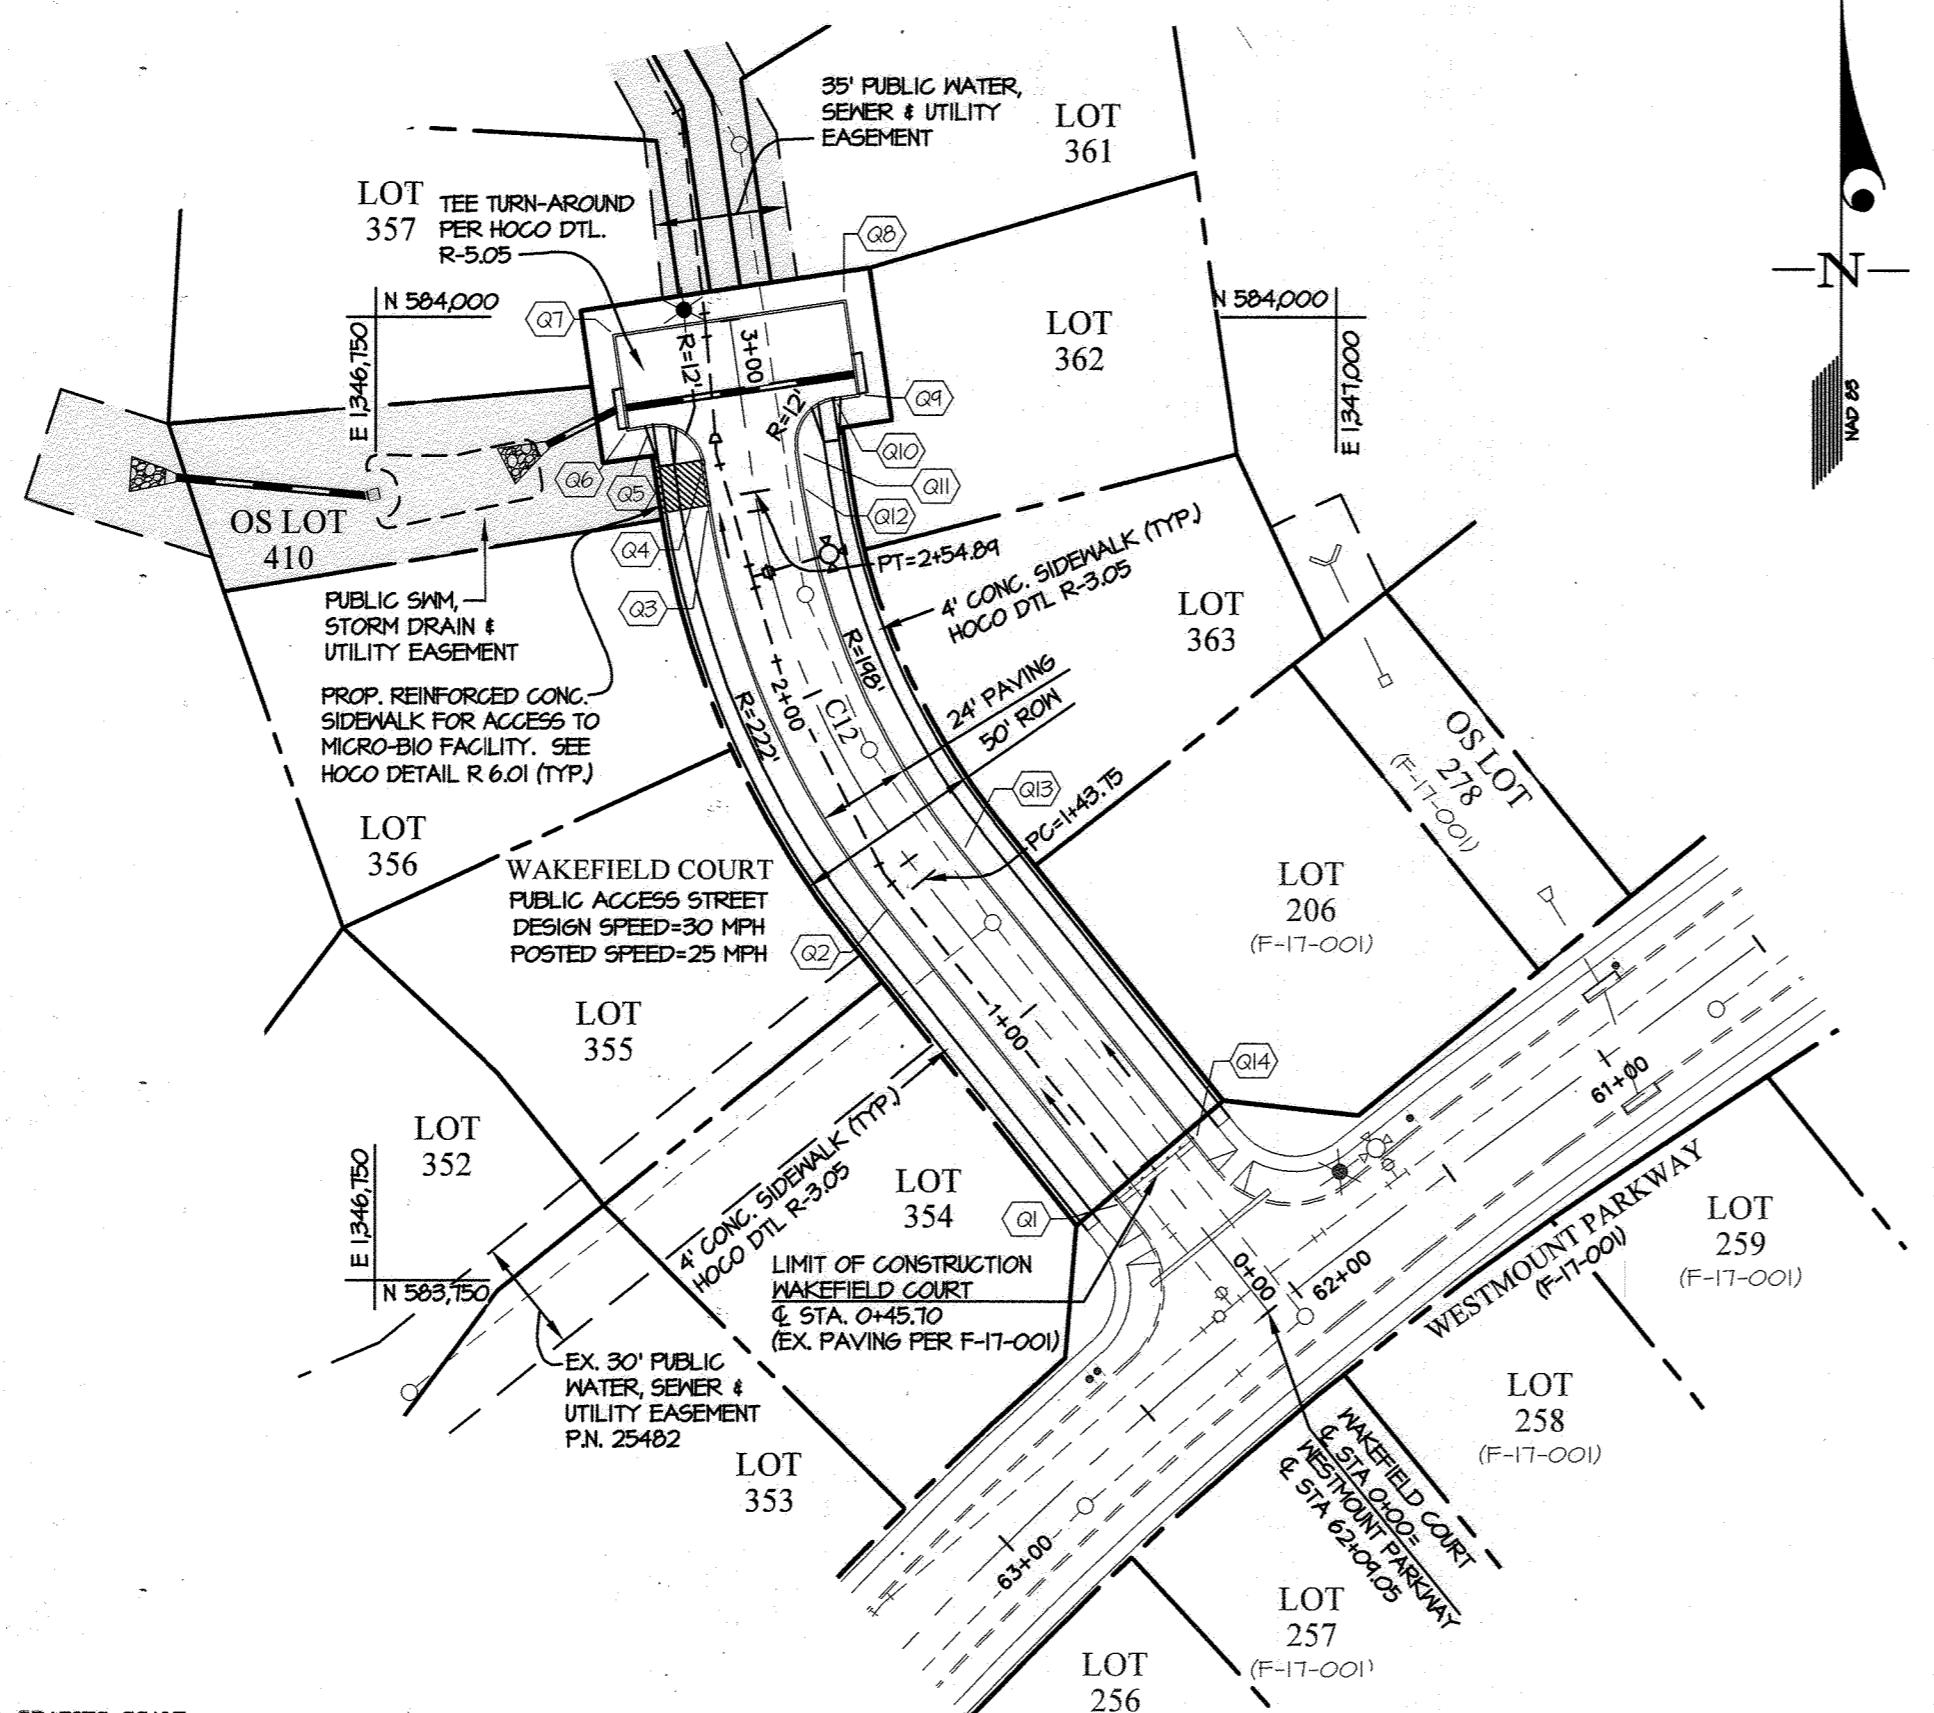 35' PUBLIC WATER,
SEWER & UTILITY
EASEMENT
LOT
361
LOT
357
TEE TURN-AROUND
PER HOCO DTL.
R-5.05
Q8
N 584,000
E 1,346,750
Q7
R=12'
3+00
R=12'
LOT
362
N 584,000
E 1,347,000
N
NAD 83
Q9
Q10
Q11
Q12
Q6
Q5
Q4
Q3
OS LOT
410
PT=2+54.89
4' CONC. SIDEWALK (TYP.)
HOCO DTL R-3.05
PUBLIC SWM,
STORM DRAIN &
UTILITY EASEMENT
LOT
363
PROP. REINFORCED CONC.
SIDEWALK FOR ACCESS TO
MICRO-BIO FACILITY. SEE
HOCO DETAIL R 6.01 (TYP.)
R=222'
2+00
C12
R=198'
24' PAVING
50' ROW
OS LOT
278
(F-17-001)
Q13
PC=1+43.75
LOT
356
WAKEFIELD COURT
PUBLIC ACCESS STREET
DESIGN SPEED=30 MPH
POSTED SPEED=25 MPH
Q2
LOT
206
(F-17-001)
LOT
355
1+00
Q14
61+00
LOT
352
E 1,346,750
N 583,750
4' CONC. SIDEWALK (TYP.)
HOCO DTL R-3.05
LOT
354
Q1
LIMIT OF CONSTRUCTION
WAKEFIELD COURT
℄ STA. 0+45.70
(EX. PAVING PER F-17-001)
0+00
62+00
WESTMOUNT PARKWAY
(F-17-001)
LOT
259
(F-17-001)
EX. 30' PUBLIC
WATER, SEWER &
UTILITY EASEMENT
P.N. 25482
LOT
353
LOT
258
(F-17-001)
WAKEFIELD COURT
℄ STA 0+00=
WESTMOUNT PARKWAY
℄ STA 62+09.05
63+00
LOT
257
(F-17-001)
LOT
256